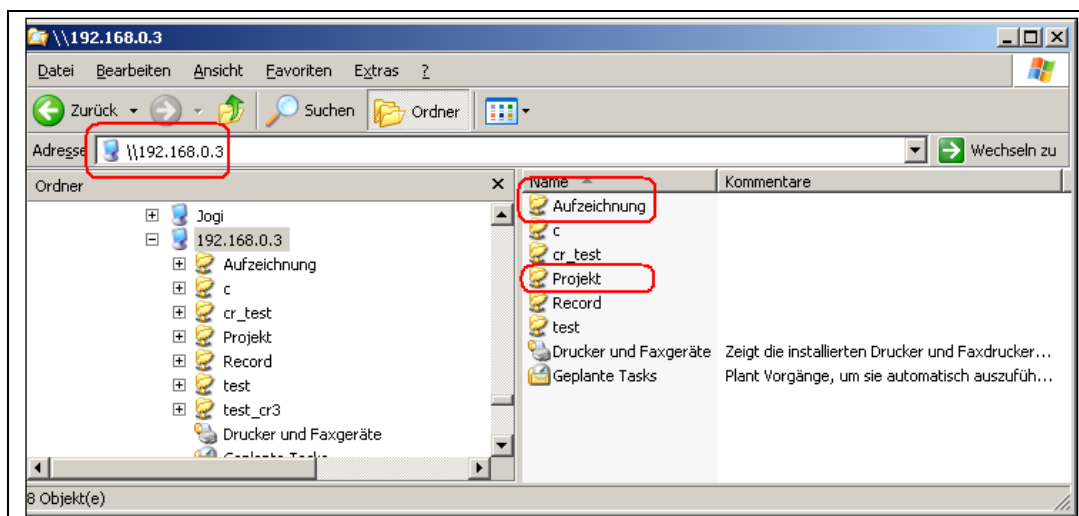 \\192.168.0.3
Datei Bearbeiten Ansicht Favoriten Extras ?
Zurück Suchen Ordner
Adresse \\192.168.0.3 Wechseln zu
Ordner
Jogi
192.168.0.3
Aufzeichnung
c
cr_test
Projekt
Record
test
test_cr3
Drucker und Faxgeräte
Name Kommentare
Aufzeichnung
c
cr_test
Projekt
Record
test
Drucker und Faxgeräte Zeigt die installierten Drucker und Faxdrucker...
Geplante Tasks Plant Vorgänge, um sie automatisch auszufüh...
8 Objekt(e)